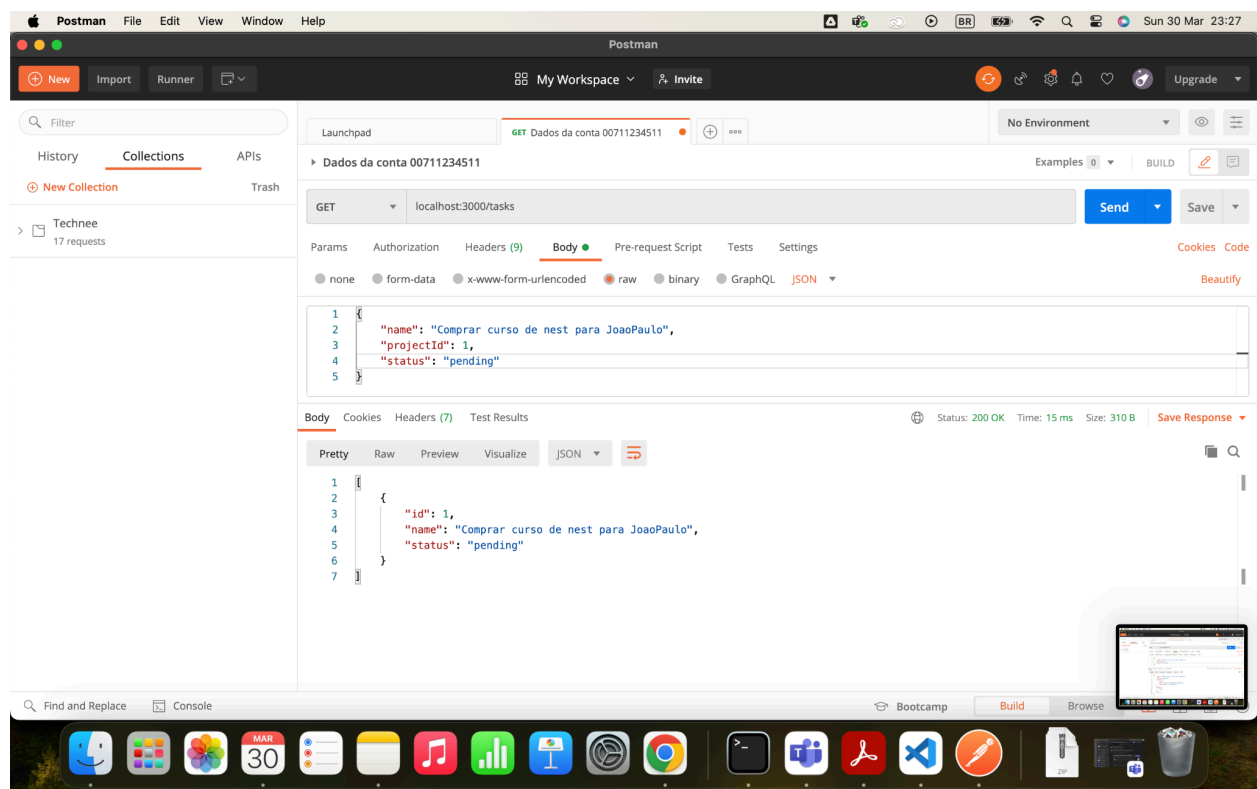 Postman File Edit View Window Help BR Sun 30 Mar 23:27
Postman
New Import Runner My Workspace Invite Upgrade
Filter
History Collections APIs
New Collection Trash
Technee
17 requests
Launchpad GET Dados da conta 00711234511 No Environment
Dados da conta 00711234511 Examples 0 BUILD
GET localhost:3000/tasks Send Save
Params Authorization Headers (9) Body Pre-request Script Tests Settings Cookies Code
none form-data x-www-form-urlencoded raw binary GraphQL JSON Beautify
1 {
2 "name": "Comprar curso de nest para JoaoPaulo",
3 "projectId": 1,
4 "status": "pending"
5 }
Body Cookies Headers (7) Test Results Status: 200 OK Time: 15 ms Size: 310 B Save Response
Pretty Raw Preview Visualize JSON
1 [
2 {
3 "id": 1,
4 "name": "Comprar curso de nest para JoaoPaulo",
5 "status": "pending"
6 }
7 ]
Find and Replace Console Bootcamp Build Browse
MAR
30
ZIP